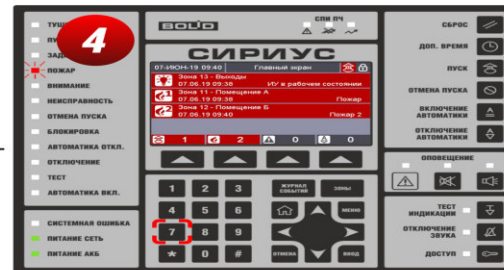 ТУШ
ПУ
ЗАД
ПОЖАР
ВНИМАНИЕ
НЕИСПРАВНОСТЬ
ОТМЕНА ПУСКА
БЛОКИРОВКА
АВТОМАТИКА ОТКЛ.
ОТКЛЮЧЕНИЕ
ТЕСТ
АВТОМАТИКА ВКЛ.
СИСТЕМНАЯ ОШИБКА
ПИТАНИЕ СЕТЬ
ПИТАНИЕ АКБ
4
BOLID
СПИ ПЧ
СИРИУС
07-ИЮН-19 09:40 Главный экран
Зона 13 - Выходы
07.06.19 09:38 ИУ в рабочем состоянии
Зона 11 - Помещение А
07.06.19 09:38 Пожар
Зона 12 - Помещение Б
07.06.19 09:40 Пожар 2
1 2 0 0
1 2 3
4 5 6
7 8 9
* 0 #
ЖУРНАЛ СОБЫТИЙ
ЗОНЫ
МЕНЮ
ОТМЕНА
ВВОД
СБРОС
ДОП. ВРЕМЯ
ПУСК
ОТМЕНА ПУСКА
ВКЛЮЧЕНИЕ
АВТОМАТИКИ
ОТКЛЮЧЕНИЕ
АВТОМАТИКИ
ОПОВЕЩЕНИЕ
ТЕСТ
ИНДИКАЦИИ
ОТКЛЮЧЕНИЕ
ЗВУКА
ДОСТУП